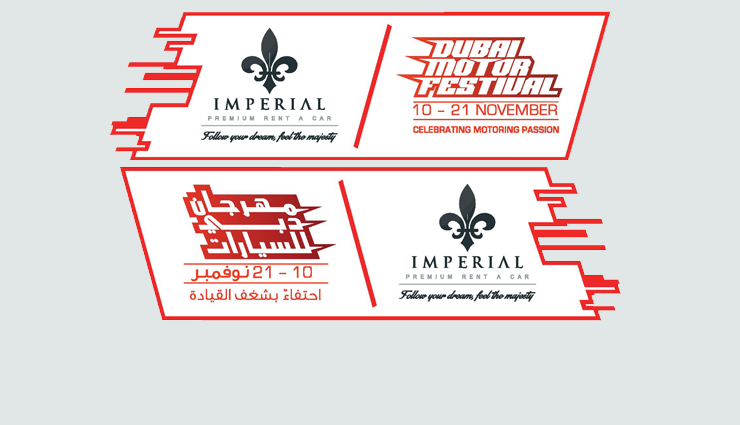 IMPERIAL
PREMIUM RENT A CAR
Follow your dream, feel the majesty
DUBAI
MOTOR
FESTIVAL
10 - 21 NOVEMBER
CELEBRATING MOTORING PASSION
مهرجان
دبي
للسيارات
10 - 21 نوفمبر
احتفاءً بشغف القيادة
IMPERIAL
PREMIUM RENT A CAR
Follow your dream, feel the majesty